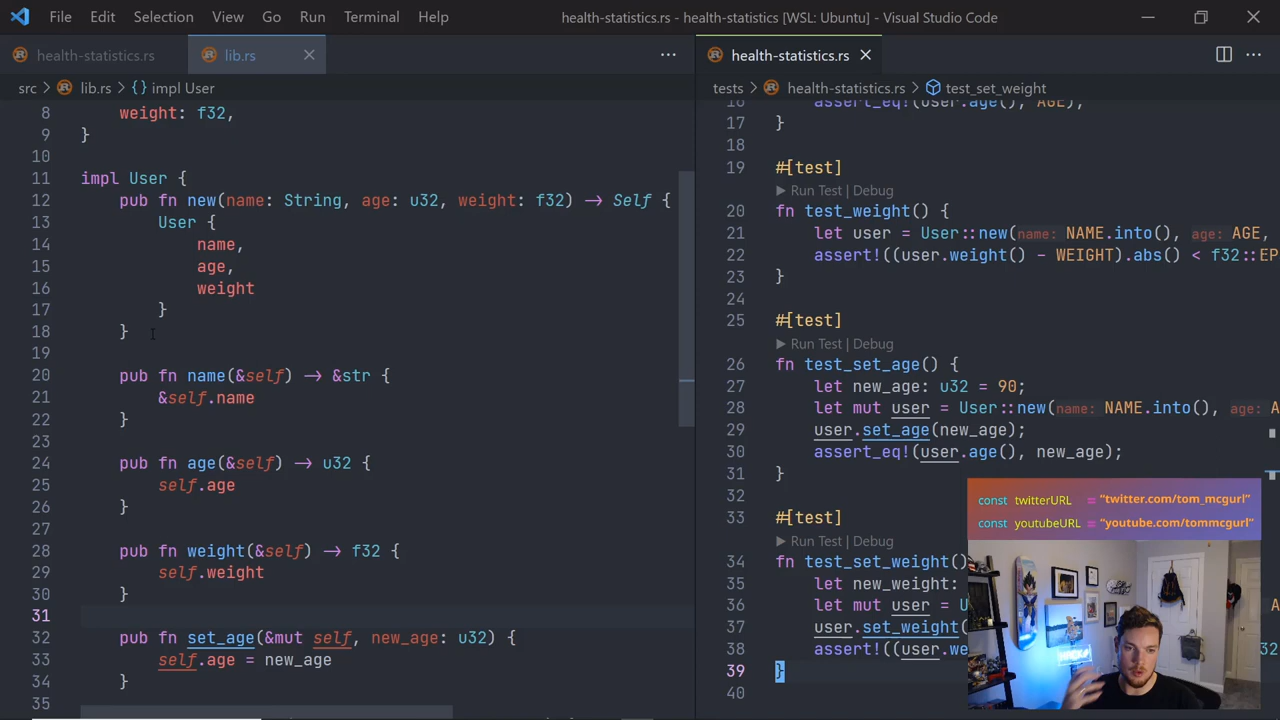 File Edit Selection View Go Run Terminal Help
health-statistics.rs - health-statistics [WSL: Ubuntu] - Visual Studio Code
health-statistics.rs lib.rs
src lib.rs {} impl User
8 weight: f32,
9 }
10
11 impl User {
12 pub fn new(name: String, age: u32, weight: f32) -> Self {
13 User {
14 name,
15 age,
16 weight
17 }
18 }
19
20 pub fn name(&self) -> &str {
21 &self.name
22 }
23
24 pub fn age(&self) -> u32 {
25 self.age
26 }
27
28 pub fn weight(&self) -> f32 {
29 self.weight
30 }
31
32 pub fn set_age(&mut self, new_age: u32) {
33 self.age = new_age
34 }
35
health-statistics.rs
tests health-statistics.rs test_set_weight
16 assert_eq!(user.age(), AGE);
17 }
18
19 #[test]
Run Test | Debug
20 fn test_weight() {
21 let user = User::new(name: NAME.into(), age: AGE,
22 assert!((user.weight() - WEIGHT).abs() < f32::EP
23 }
24
25 #[test]
Run Test | Debug
26 fn test_set_age() {
27 let new_age: u32 = 90;
28 let mut user = User::new(name: NAME.into(), age: A
29 user.set_age(new_age);
30 assert_eq!(user.age(), new_age);
31 }
32
33 #[test]
Run Test | Debug
34 fn test_set_weight()
35 let new_weight:
36 let mut user = U
37 user.set_weight(
38 assert!((user.we 32
39 }
40
const twitterURL = "twitter.com/tom_mcgurl"
const youtubeURL = "youtube.com/tommcgurl"